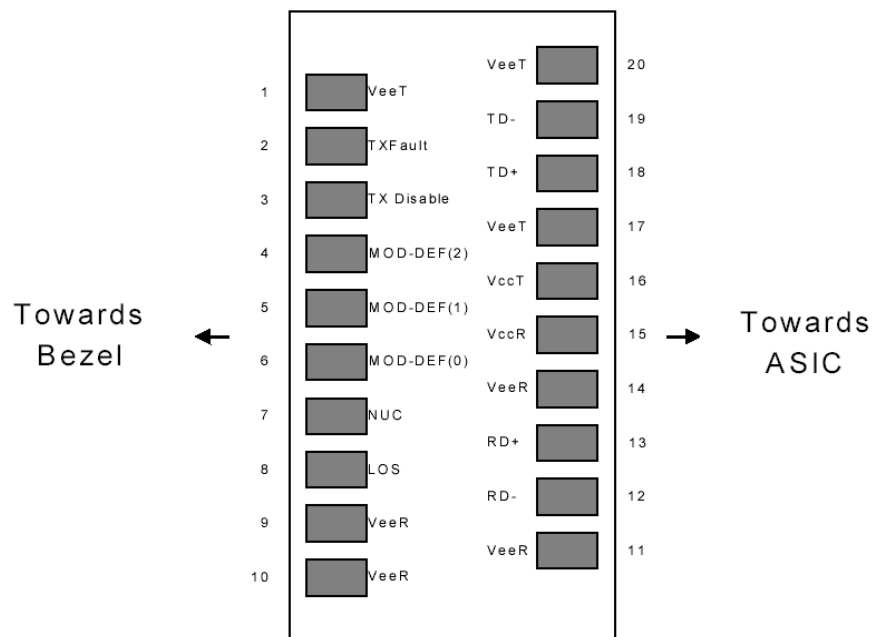 VeeT 20
1 VeeT
TD- 19
2 TXFault
TD+ 18
3 TX Disable
VeeT 17
4 MOD-DEF(2)
VccT 16
5 MOD-DEF(1)
Towards
Bezel
VccR 15
Towards
ASIC
6 MOD-DEF(0)
VeeR 14
7 NUC
RD+ 13
8 LOS
RD- 12
9 VeeR
VeeR 11
10 VeeR